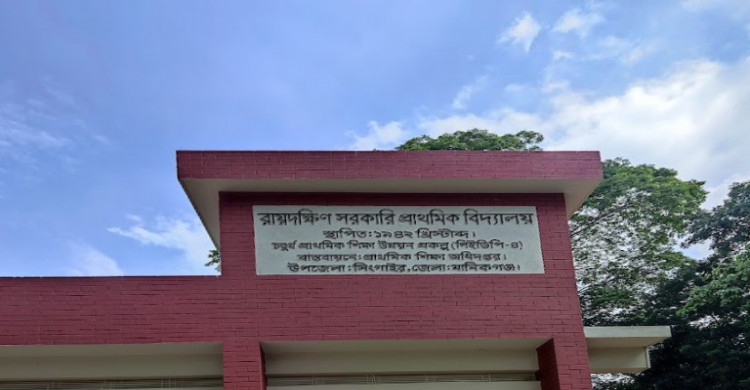 রায়দক্ষিণ সরকারি প্রাথমিক বিদ্যালয়
স্থাপিত:১৯৪২ খ্রিস্টাব্দ।
চতুর্থ প্রাথমিক শিক্ষা উন্নয়ন প্রকল্প (পিইডিপি-৪)
বাস্তবায়নে:প্রাথমিক শিক্ষা অধিদপ্তর।
উপজেলা:সিংগাইর,জেলা:মানিকগঞ্জ।